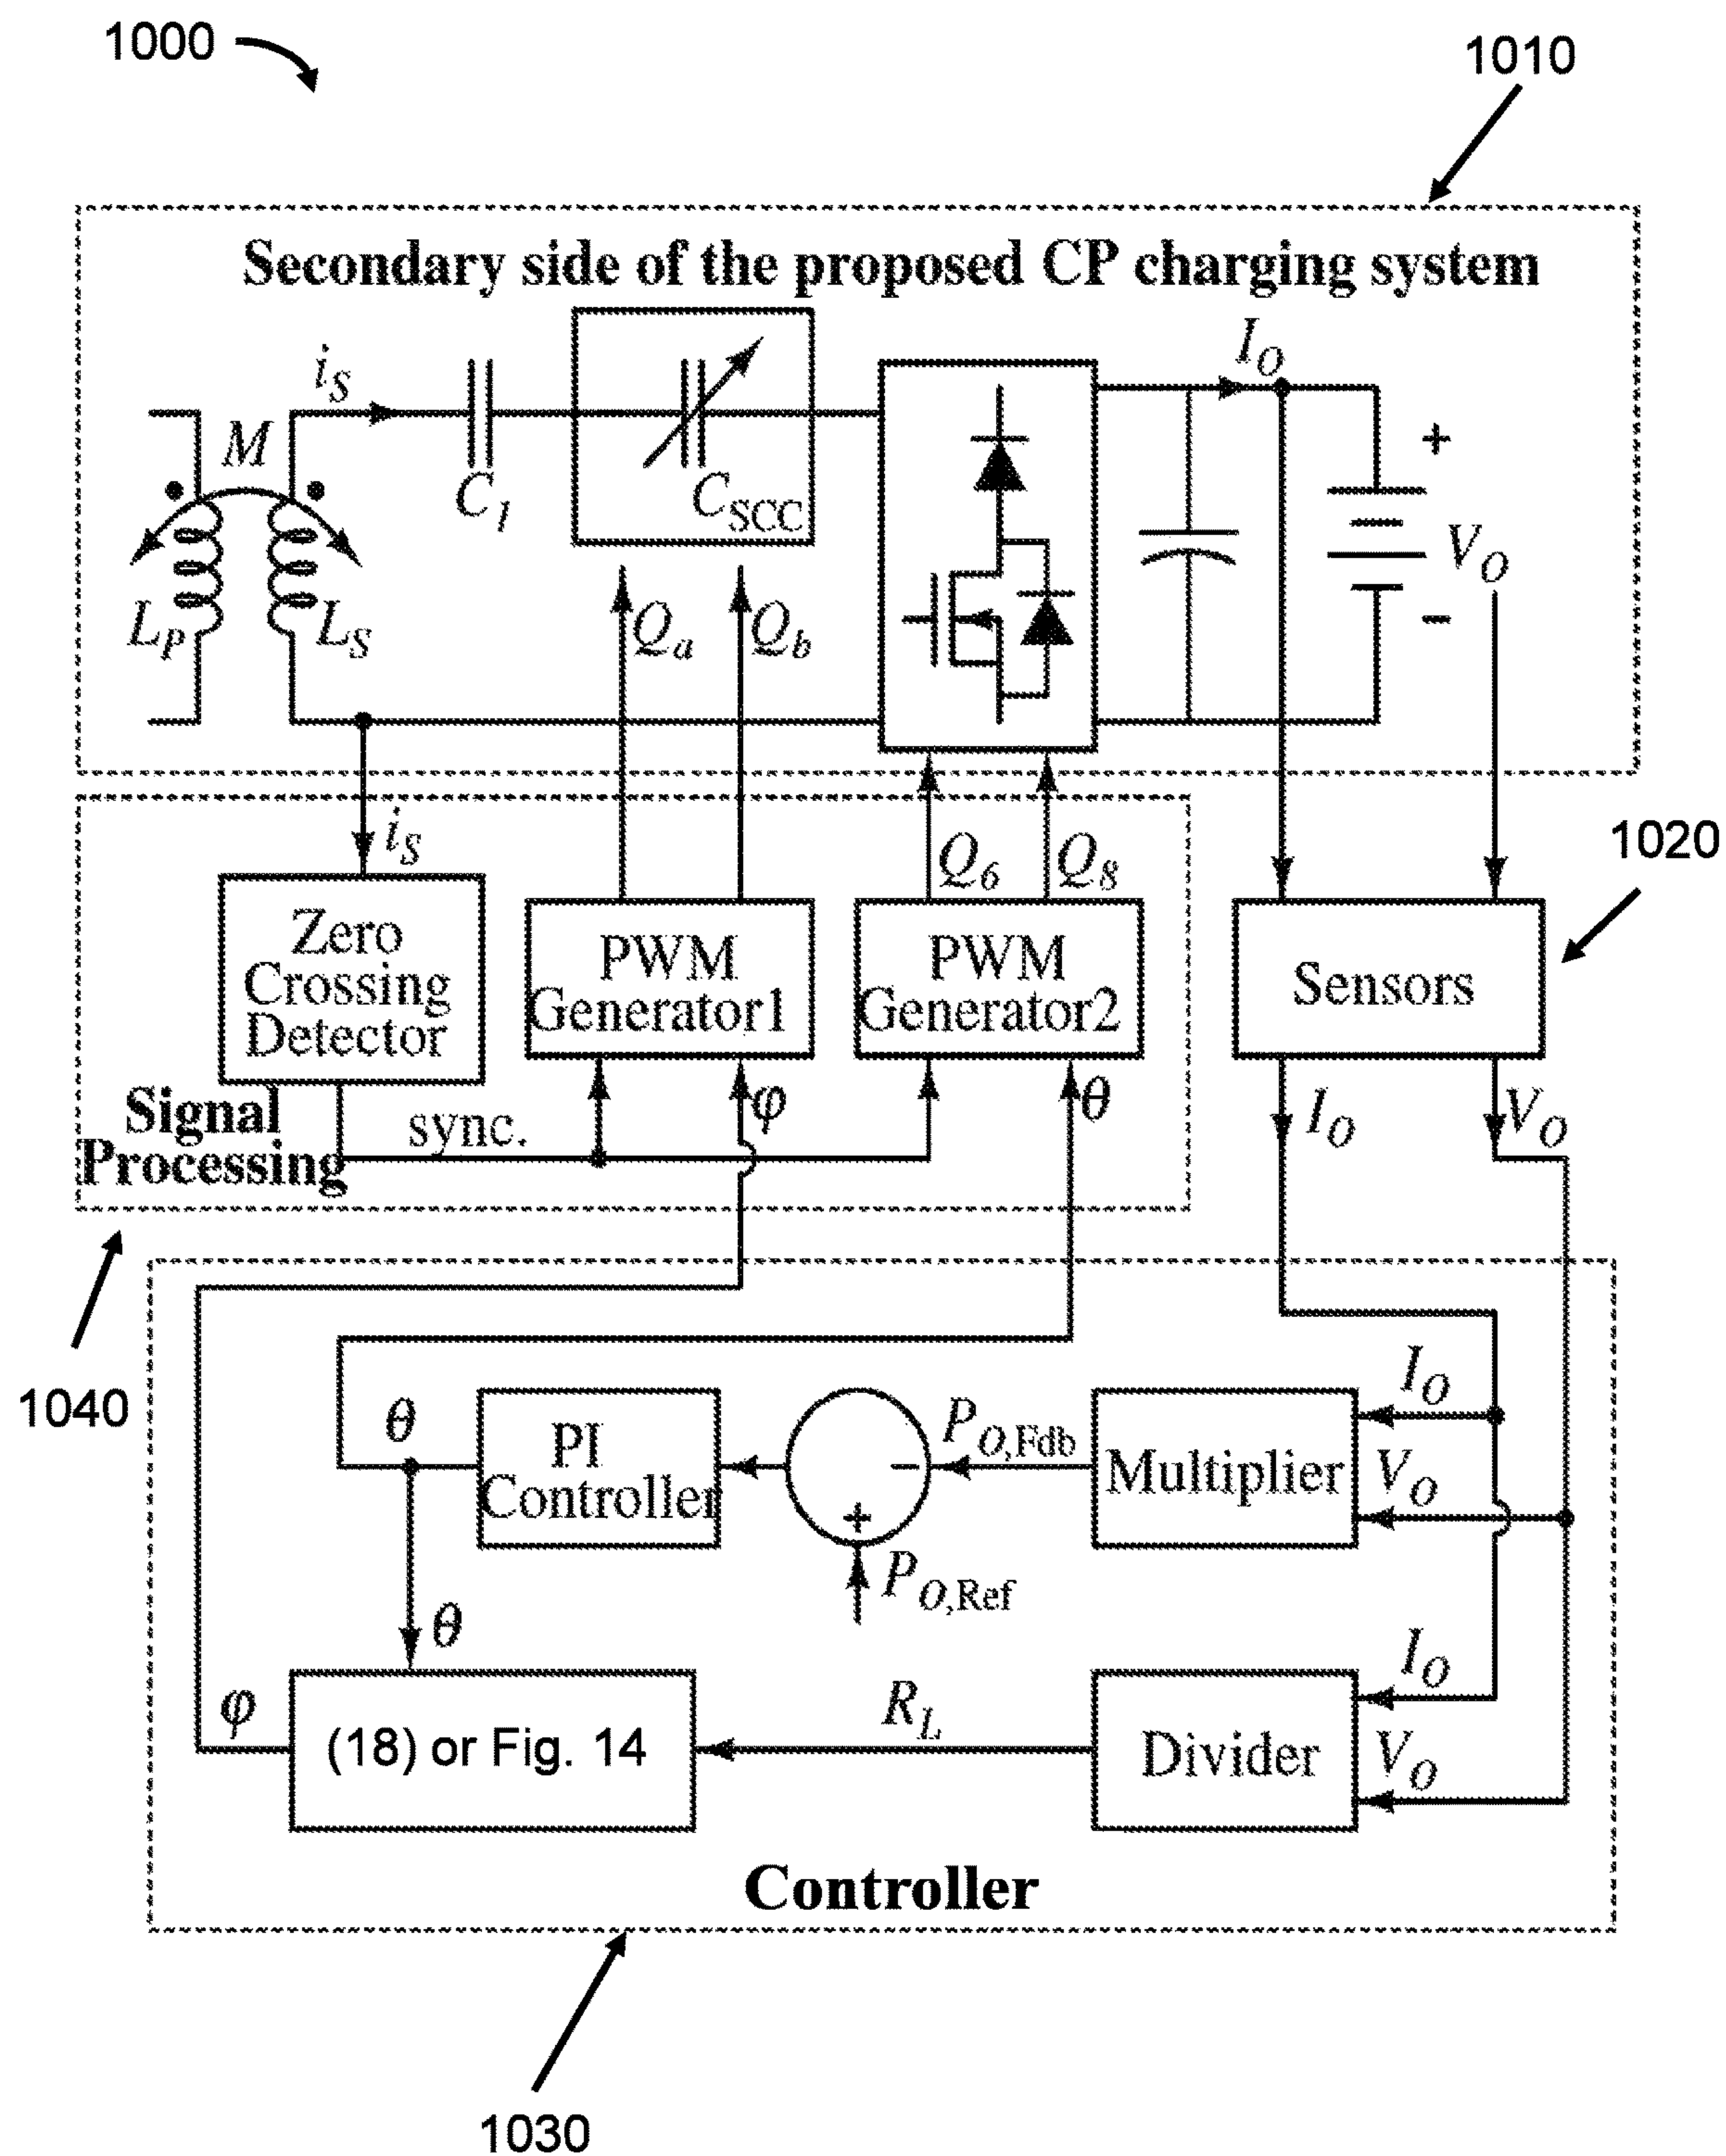 1000
1010
Secondary side of the proposed CP charging system
I_O
i_S
M
C_1
C_SCC
+
V_O
−
L_P
L_S
Q_a
Q_b
i_S
Q_6
Q_8
1020
Zero
Crossing
Detector
PWM
Generator1
PWM
Generator2
Sensors
Signal
Processing
sync.
φ
θ
I_O
V_O
1040
θ
PI
Controller
−
+
P_O,Fdb
P_O,Ref
Multiplier
I_O
V_O
θ
φ
(18) or Fig. 14
R_L
Divider
I_O
V_O
Controller
1030